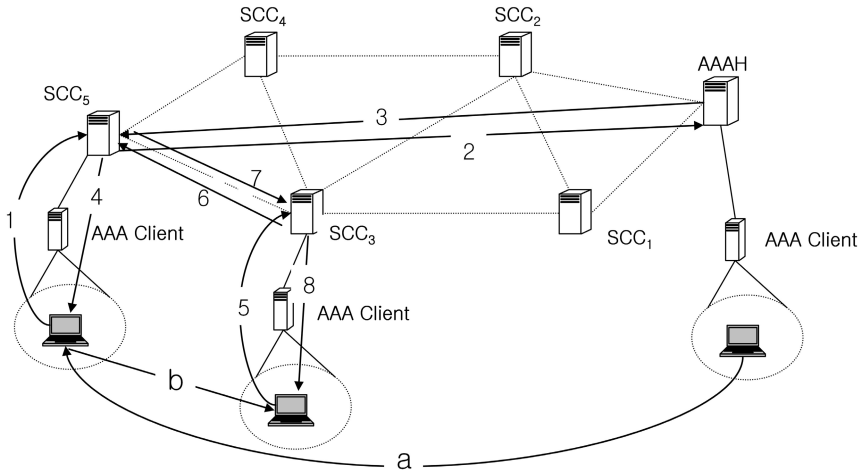 SCC4
SCC2
AAAH
SCC5
3
2
7
6
1
4
AAA Client
SCC3
SCC1
AAA Client
5
8
AAA Client
b
a